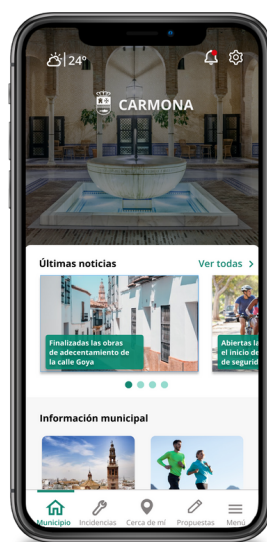 24º
CARMONA
Últimas noticias
Ver todas >
Finalizadas las obras
de adecentamiento de
la calle Goya
Abiertas la
el inicio de
de segurid
Información municipal
Municipio
Incidencias
Cerca de mí
Propuestas
Menú